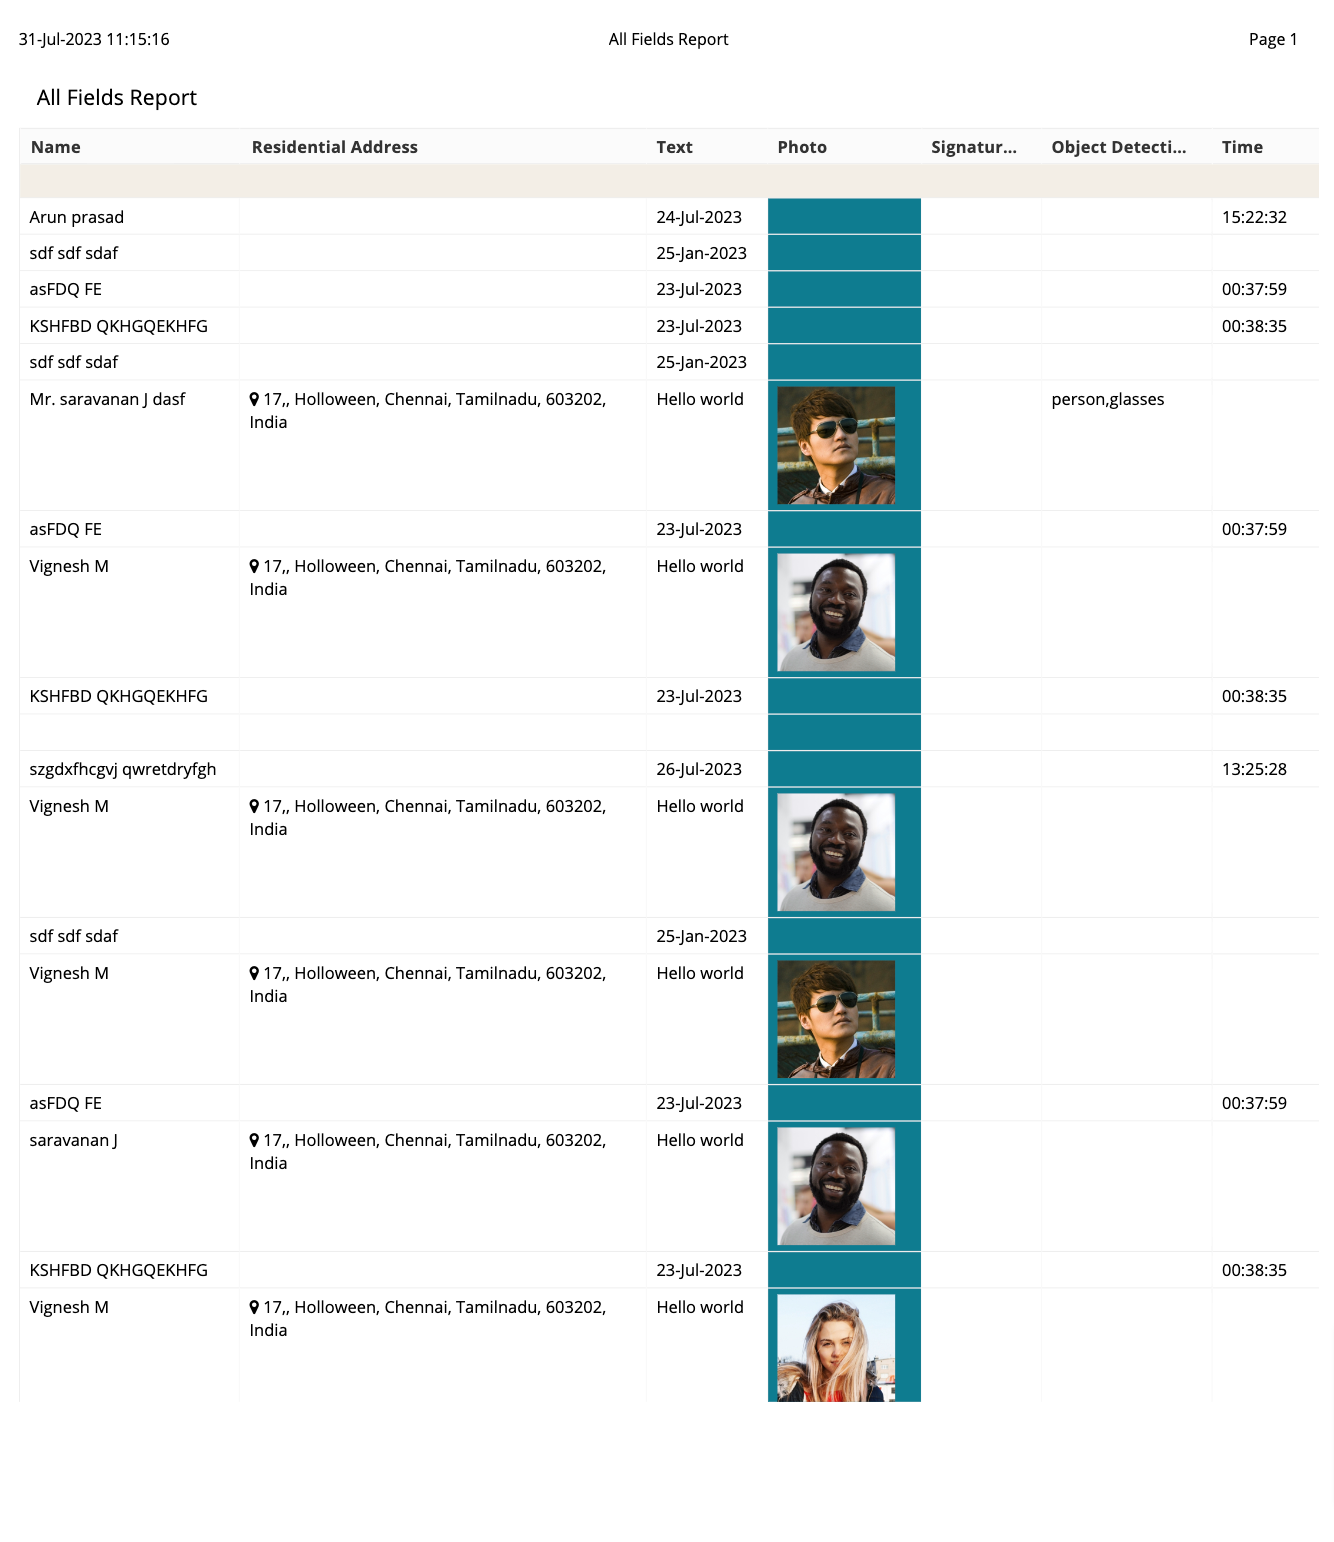 31-Jul-2023 11:15:16 All Fields Report Page 1
All Fields Report
Name Residential Address Text Photo Signatur... Object Detecti... Time
Arun prasad 24-Jul-2023 15:22:32
sdf sdf sdaf 25-Jan-2023
asFDQ FE 23-Jul-2023 00:37:59
KSHFBD QKHGQEKHFG 23-Jul-2023 00:38:35
sdf sdf sdaf 25-Jan-2023
Mr. saravanan J dasf 17,, Holloween, Chennai, Tamilnadu, 603202, Hello world person,glasses
India
asFDQ FE 23-Jul-2023 00:37:59
Vignesh M 17,, Holloween, Chennai, Tamilnadu, 603202, Hello world
India
KSHFBD QKHGQEKHFG 23-Jul-2023 00:38:35
szgdxfhcgvj qwretdryfgh 26-Jul-2023 13:25:28
Vignesh M 17,, Holloween, Chennai, Tamilnadu, 603202, Hello world
India
sdf sdf sdaf 25-Jan-2023
Vignesh M 17,, Holloween, Chennai, Tamilnadu, 603202, Hello world
India
asFDQ FE 23-Jul-2023 00:37:59
saravanan J 17,, Holloween, Chennai, Tamilnadu, 603202, Hello world
India
KSHFBD QKHGQEKHFG 23-Jul-2023 00:38:35
Vignesh M 17,, Holloween, Chennai, Tamilnadu, 603202, Hello world
India